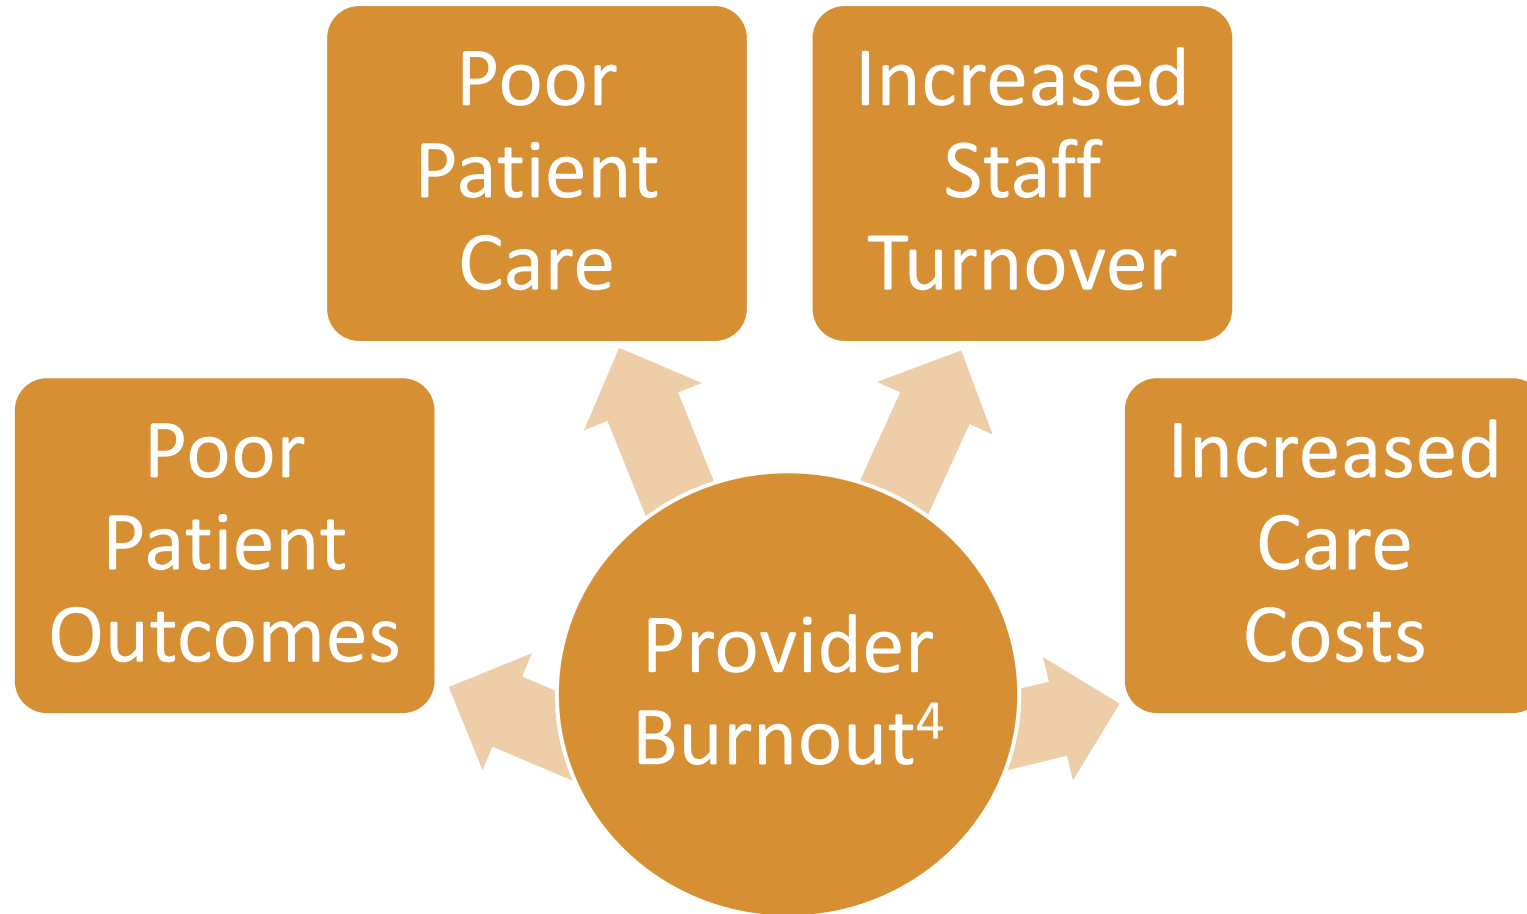 Poor
Patient
Care
Increased
Staff
Turnover
Poor
Patient
Outcomes
Increased
Care
Costs
Provider
Burnout⁴